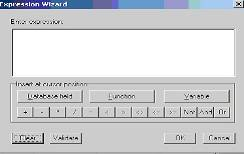 Expression Wizard
Enter expression:
Insert at cursor position
Database field Function Variable
+ - * / = < > <> <= >= Not And Or
Clear Validate OK Cancel